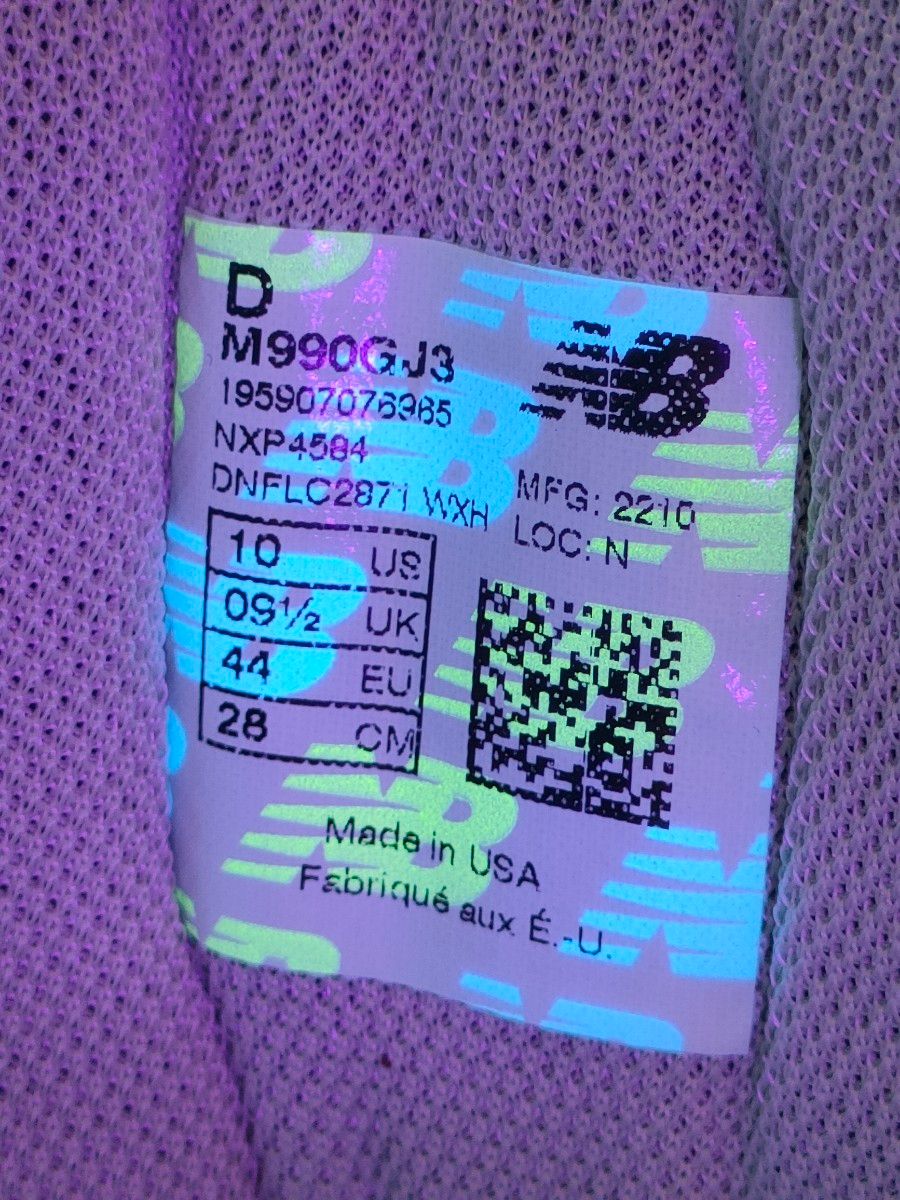 D
M990GJ3
195907076965
NXP4584
DNFLC2871 WXH
NB
MFG: 2210
LOC: N
10 US
09½ UK
44 EU
28 CM
Made in USA
Fabriqué aux É.-U.